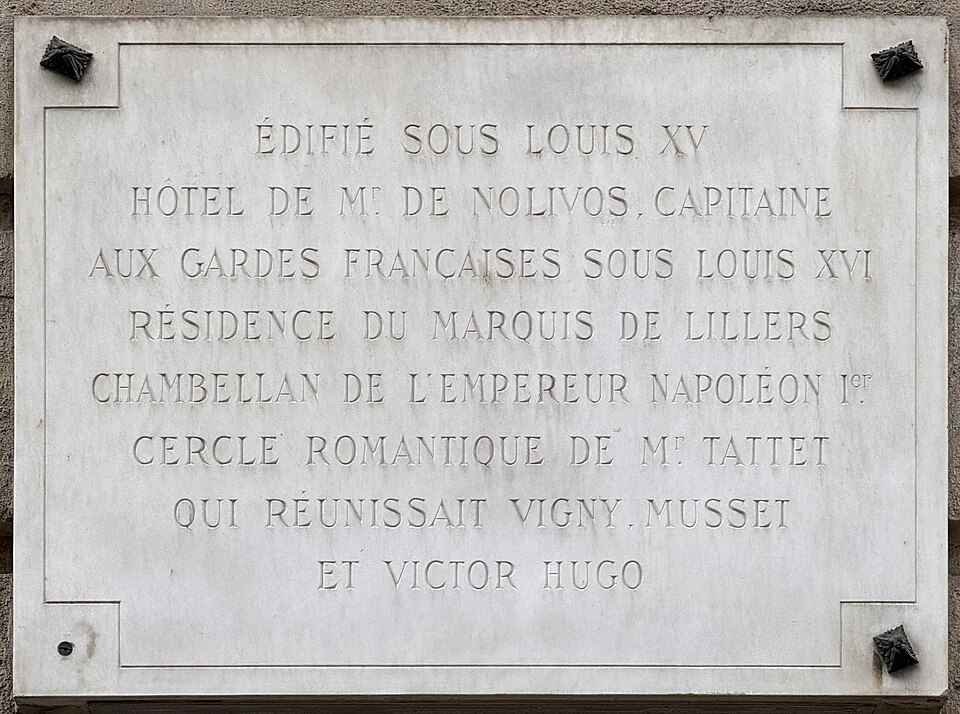 ÉDIFIÉ SOUS LOUIS XV
HÔTEL DE Mr. DE NOLIVOS, CAPITAINE
AUX GARDES FRANÇAISES SOUS LOUIS XVI
RÉSIDENCE DU MARQUIS DE LILLERS
CHAMBELLAN DE L'EMPEREUR NAPOLÉON Ier.
CERCLE ROMANTIQUE DE Mr. TATTET
QUI RÉUNISSAIT VIGNY, MUSSET
ET VICTOR HUGO